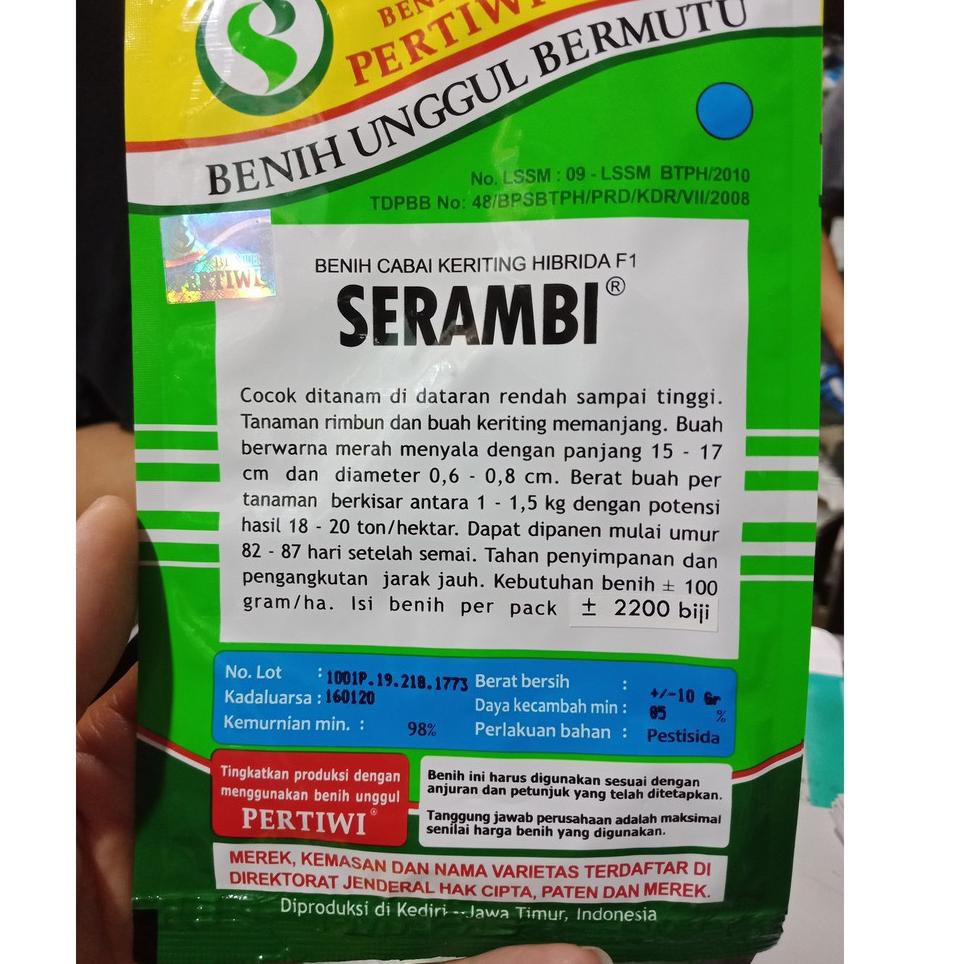 PERTIWI
BENIH UNGGUL BERMUTU
No. LSSM : 09 - LSSM BTPH/2010
TDPBB No: 48/BPSBTPH/PRD/KDR/VII/2008
PERTIWI
BENIH CABAI KERITING HIBRIDA F1
SERAMBI®
Cocok ditanam di dataran rendah sampai tinggi.
Tanaman rimbun dan buah keriting memanjang. Buah
berwarna merah menyala dengan panjang 15 - 17
cm dan diameter 0,6 - 0,8 cm. Berat buah per
tanaman berkisar antara 1 - 1,5 kg dengan potensi
hasil 18 - 20 ton/hektar. Dapat dipanen mulai umur
82 - 87 hari setelah semai. Tahan penyimpanan dan
pengangkutan jarak jauh. Kebutuhan benih ± 100
gram/ha. Isi benih per pack ± 2200 biji
No. Lot : 1001P.19.218.1773
Kadaluarsa : 160120
Kemurnian min. : 98%
Berat bersih : +/-10 Gr
Daya kecambah min : 85 %
Perlakuan bahan : Pestisida
Tingkatkan produksi dengan
menggunakan benih unggul
PERTIWI®
Benih ini harus digunakan sesuai dengan
anjuran dan petunjuk yang telah ditetapkan.
Tanggung jawab perusahaan adalah maksimal
senilai harga benih yang digunakan.
MEREK, KEMASAN DAN NAMA VARIETAS TERDAFTAR DI
DIREKTORAT JENDERAL HAK CIPTA, PATEN DAN MEREK.
Diproduksi di Kediri - Jawa Timur, Indonesia